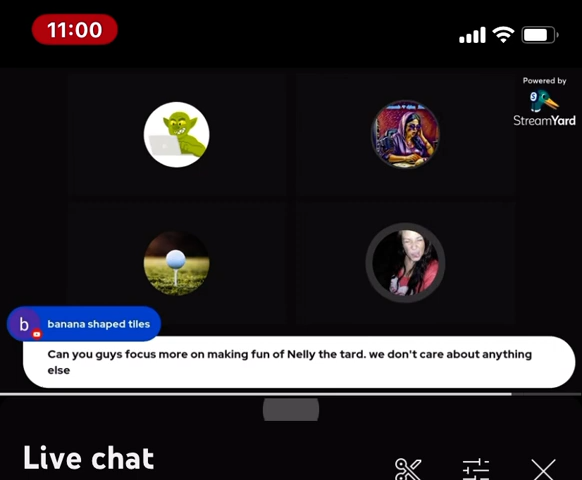 11:00
Powered by
StreamYard
b
banana shaped tiles
Can you guys focus more on making fun of Nelly the tard. we don't care about anything
else
Live chat